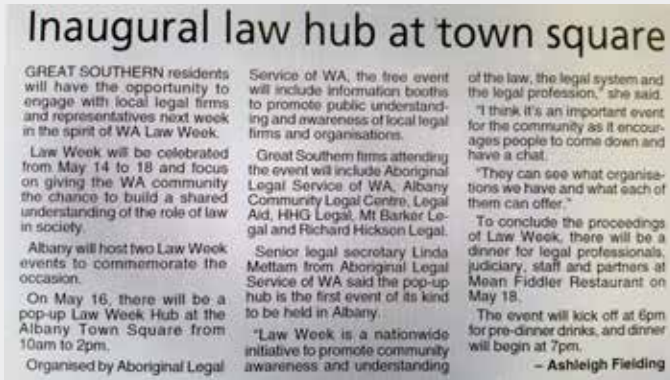 Inaugural law hub at town square
GREAT SOUTHERN residents
will have the opportunity to
engage with local legal firms
and representatives next week
in the spirit of WA Law Week.
Law Week will be celebrated
from May 14 to 18 and focus
on giving the WA community
the chance to build a shared
understanding of the role of law
in society.
Albany will host two Law Week
events to commemorate the
occasion.
On May 16, there will be a
pop-up Law Week Hub at the
Albany Town Square from
10am to 2pm.
Organised by Aboriginal Legal
Service of WA, the free event
will include information booths
to promote public understand-
ing and awareness of local legal
firms and organisations.
Great Southern firms attending
the event will include Aboriginal
Legal Service of WA, Albany
Community Legal Centre, Legal
Aid, HHG Legal, Mt Barker Le-
gal and Richard Hickson Legal.
Senior legal secretary Linda
Mettam from Aboriginal Legal
Service of WA said the pop-up
hub is the first event of its kind
to be held in Albany.
"Law Week is a nationwide
initiative to promote community
awareness and understanding
of the law, the legal system and
the legal profession," she said.
"I think it's an important event
for the community as it encour-
ages people to come down and
have a chat.
"They can see what organisa-
tions we have and what each of
them can offer."
To conclude the proceedings
of Law Week, there will be a
dinner for legal professionals,
judiciary, staff and partners at
Mean Fiddler Restaurant on
May 18.
The event will kick off at 6pm
for pre-dinner drinks, and dinner
will begin at 7pm.
– Ashleigh Fielding